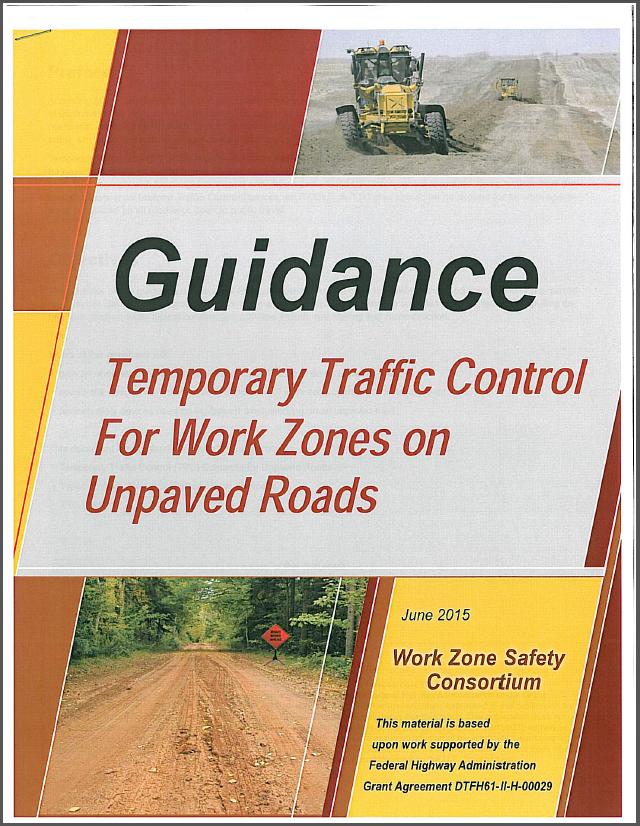 Guidance
Temporary Traffic Control
For Work Zones on
Unpaved Roads
June 2015
Work Zone Safety
Consortium
This material is based
upon work supported by the
Federal Highway Administration
Grant Agreement DTFH61-II-H-00029